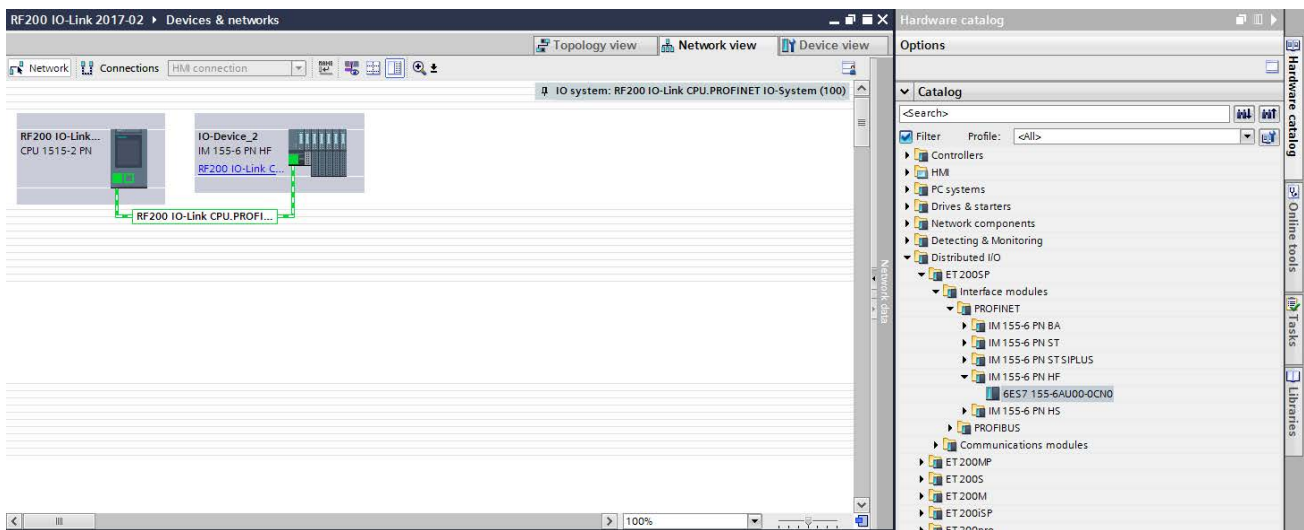 RF200 IO-Link 2017-02 ▸ Devices & networks
Topology view
Network view
Device view
Network
Connections
HMI connection
IO system: RF200 IO-Link CPU.PROFINET IO-System (100)
RF200 IO-Link...
CPU 1515-2 PN
IO-Device_2
IM 155-6 PN HF
RF200 IO-Link C...
RF200 IO-Link CPU.PROFI...
100%
Network data
Hardware catalog
Options
Catalog
<Search>
Filter
Profile:
<All>
Controllers
HMI
PC systems
Drives & starters
Network components
Detecting & Monitoring
Distributed I/O
ET 200SP
Interface modules
PROFINET
IM 155-6 PN BA
IM 155-6 PN ST
IM 155-6 PN ST SIPLUS
IM 155-6 PN HF
6ES7 155-6AU00-0CN0
IM 155-6 PN HS
PROFIBUS
Communications modules
ET 200MP
ET 200S
ET 200M
ET 200iSP
ET 200pro
Hardware catalog
Online tools
Tasks
Libraries